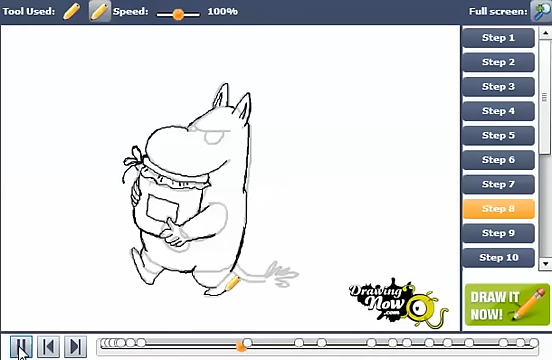 Tool Used: Speed: 100% Full screen:
Step 1
Step 2
Step 3
Step 4
Step 5
Step 6
Step 7
Step 8
Step 9
Step 10
Drawing
Now.com
DRAW IT
NOW!